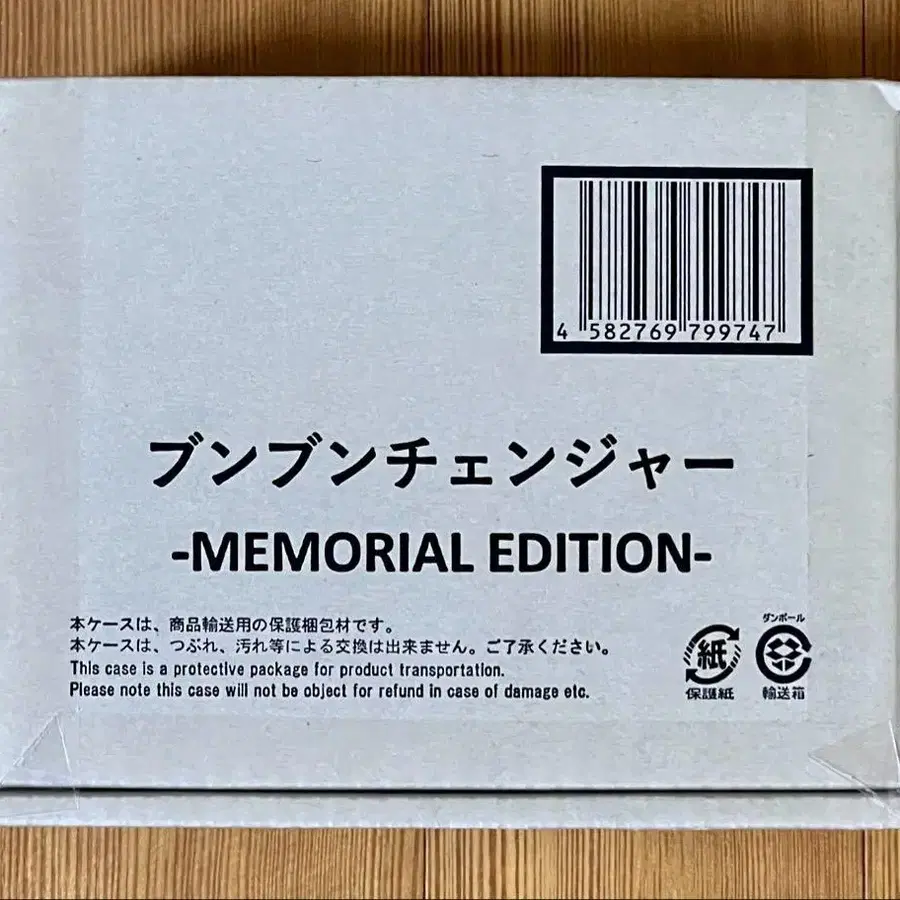 4 582769 799747
ブンブンチェンジャー
-MEMORIAL EDITION-
本ケースは、商品輸送用の保護梱包材です。
本ケースは、つぶれ、汚れ等による交換は出来ません。ご了承ください。
This case is a protective package for product transportation.
Please note this case will not be object for refund in case of damage etc.
紙
保護紙
ダンボール
輸送箱